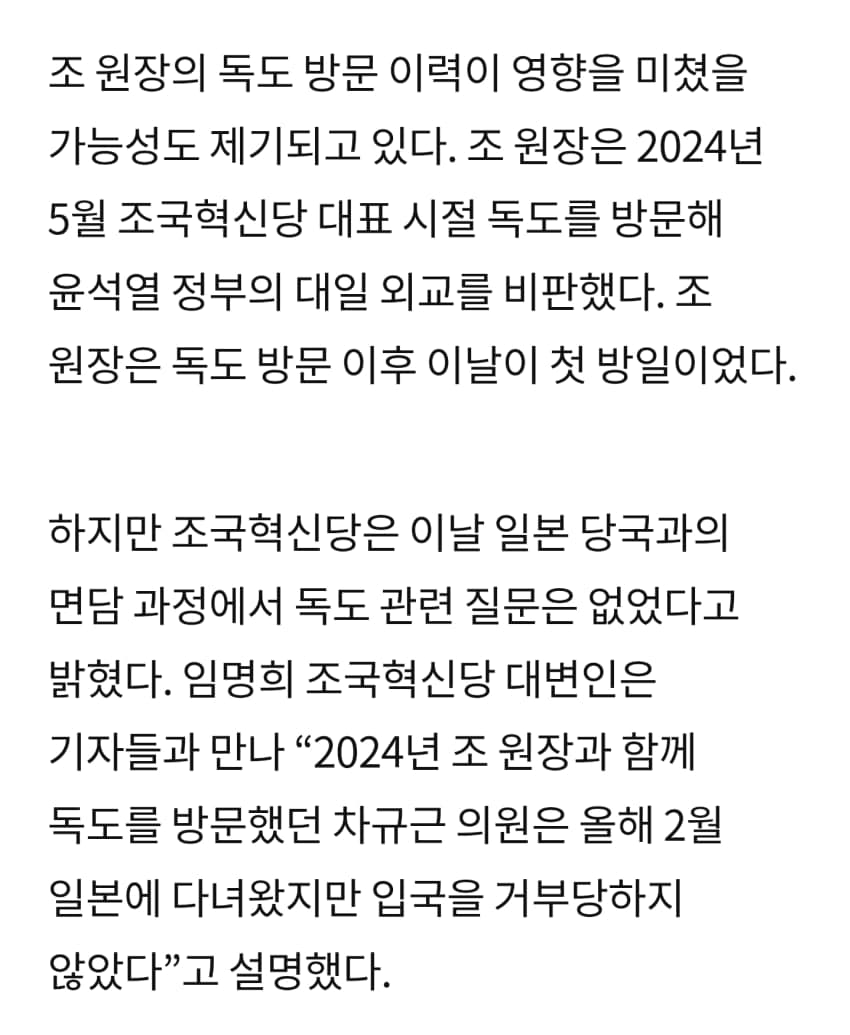 조 원장의 독도 방문 이력이 영향을 미쳤을
가능성도 제기되고 있다. 조 원장은 2024년
5월 조국혁신당 대표 시절 독도를 방문해
윤석열 정부의 대일 외교를 비판했다. 조
원장은 독도 방문 이후 이날이 첫 방일이었다.
하지만 조국혁신당은 이날 일본 당국과의
면담 과정에서 독도 관련 질문은 없었다고
밝혔다. 임명희 조국혁신당 대변인은
기자들과 만나 “2024년 조 원장과 함께
독도를 방문했던 차규근 의원은 올해 2월
일본에 다녀왔지만 입국을 거부당하지
않았다”고 설명했다.